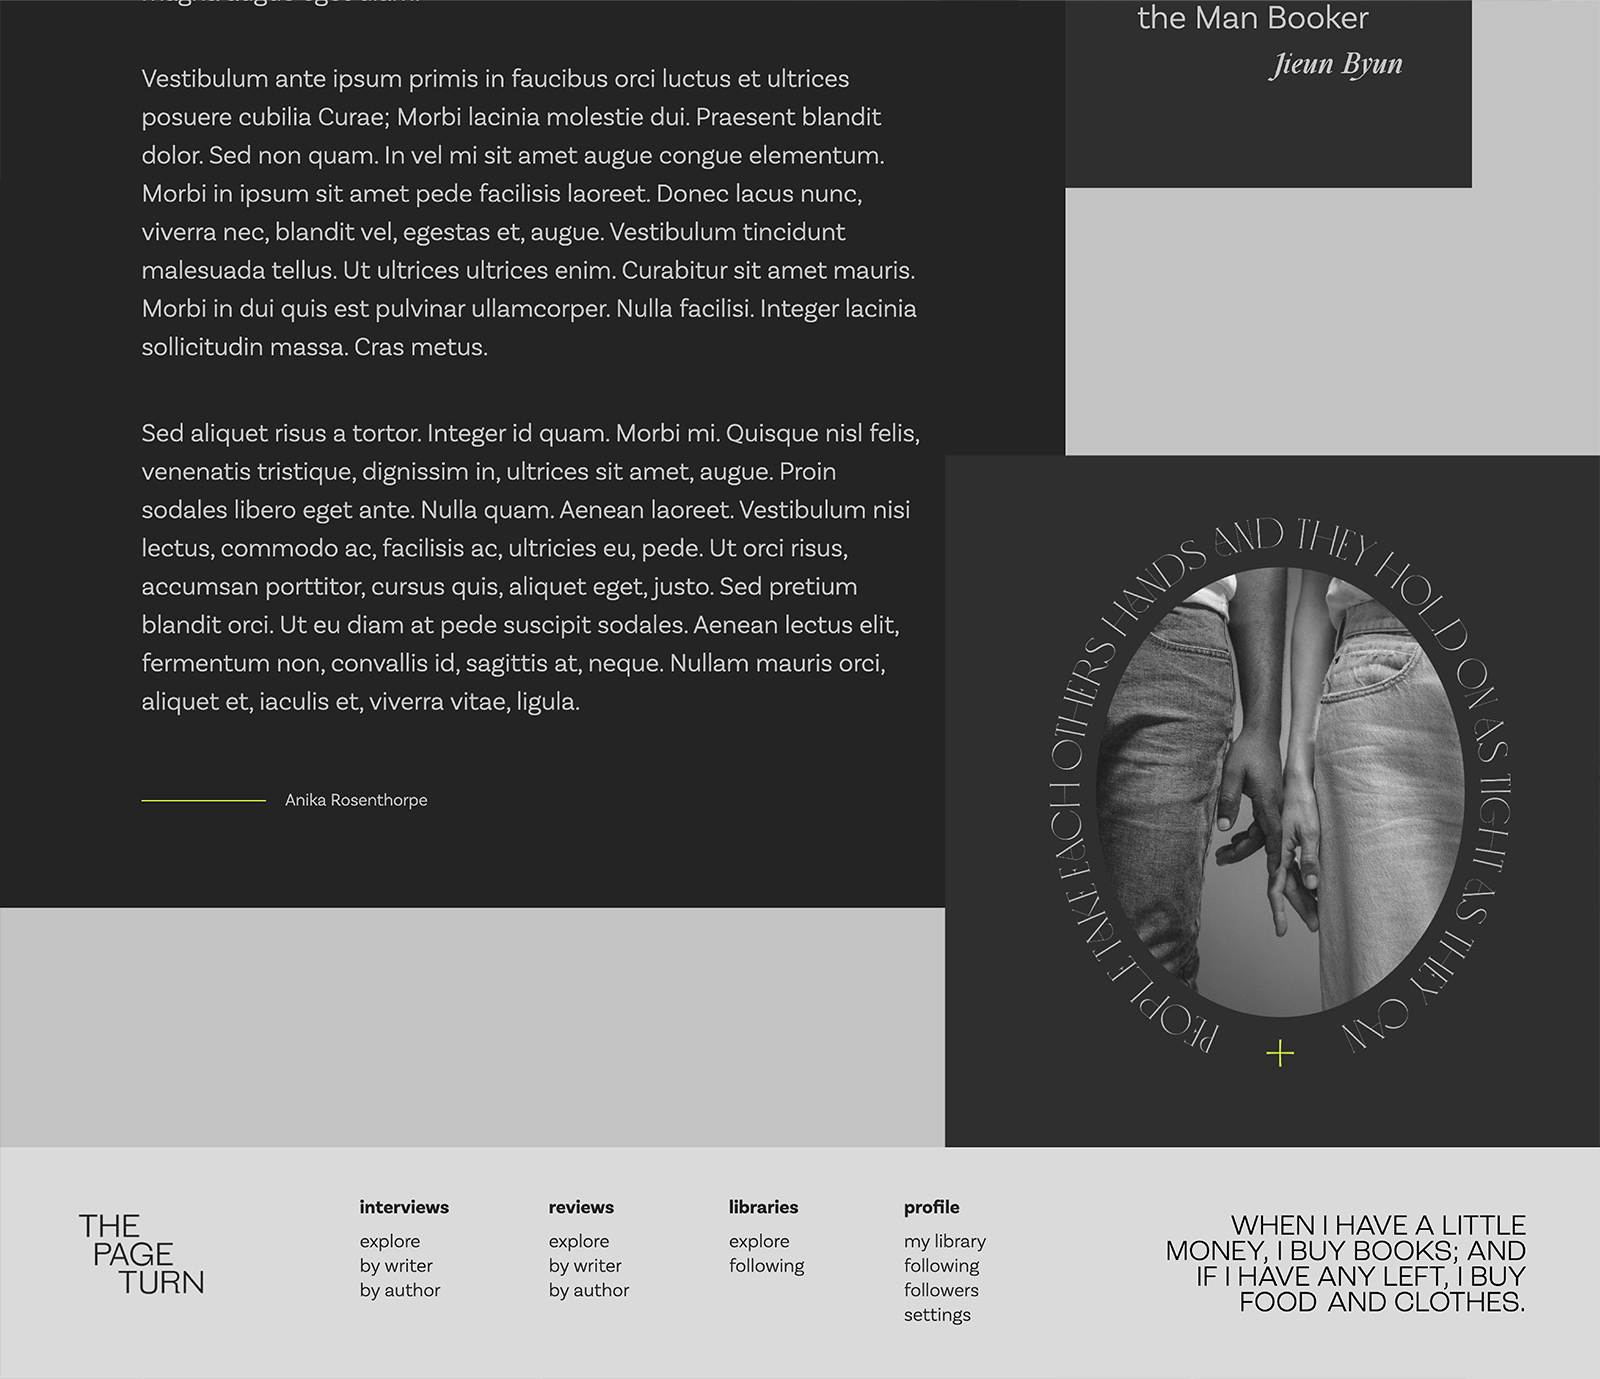 the Man Booker
Jieun Byun
Vestibulum ante ipsum primis in faucibus orci luctus et ultrices
posuere cubilia Curae; Morbi lacinia molestie dui. Praesent blandit
dolor. Sed non quam. In vel mi sit amet augue congue elementum.
Morbi in ipsum sit amet pede facilisis laoreet. Donec lacus nunc,
viverra nec, blandit vel, egestas et, augue. Vestibulum tincidunt
malesuada tellus. Ut ultrices ultrices enim. Curabitur sit amet mauris.
Morbi in dui quis est pulvinar ullamcorper. Nulla facilisi. Integer lacinia
sollicitudin massa. Cras metus.
Sed aliquet risus a tortor. Integer id quam. Morbi mi. Quisque nisl felis,
venenatis tristique, dignissim in, ultrices sit amet, augue. Proin
sodales libero eget ante. Nulla quam. Aenean laoreet. Vestibulum nisi
lectus, commodo ac, facilisis ac, ultricies eu, pede. Ut orci risus,
accumsan porttitor, cursus quis, aliquet eget, justo. Sed pretium
blandit orci. Ut eu diam at pede suscipit sodales. Aenean lectus elit,
fermentum non, convallis id, sagittis at, neque. Nullam mauris orci,
aliquet et, iaculis et, viverra vitae, ligula.
Anika Rosenthorpe
PEOPLE TAKE EACH OTHERS HANDS AND THEY HOLD ON AS TIGHT AS THEY CAN
THE
PAGE
TURN
interviews
explore
by writer
by author
reviews
explore
by writer
by author
libraries
explore
following
profile
my library
following
followers
settings
WHEN I HAVE A LITTLE
MONEY, I BUY BOOKS; AND
IF I HAVE ANY LEFT, I BUY
FOOD AND CLOTHES.